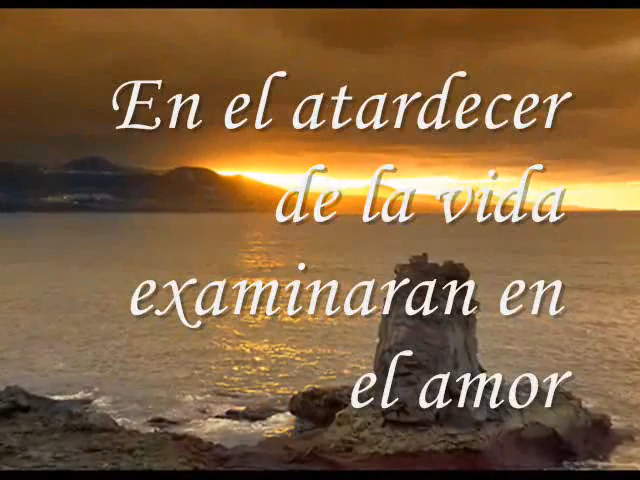 En el atardecer
de la vida
examinaran en
el amor